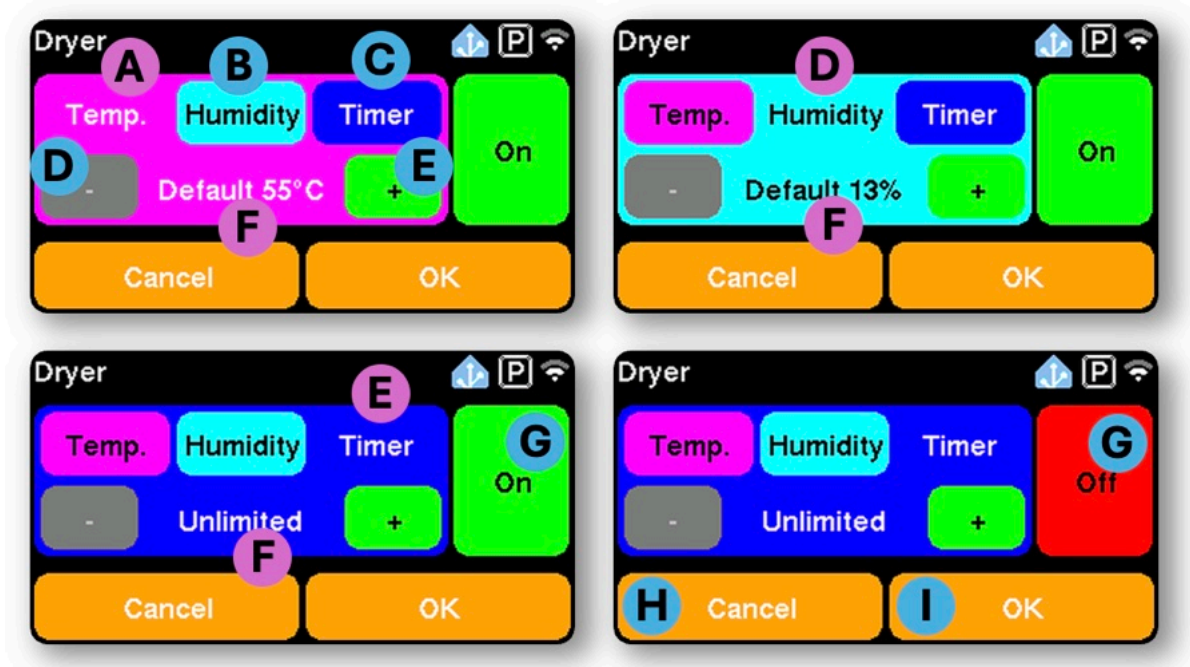 Dryer P
A B C
Temp. Humidity Timer
On
D E
- Default 55°C +
F
Cancel OK
Dryer P
D
Temp. Humidity Timer
On
- Default 13% +
F
Cancel OK
Dryer P
E
Temp. Humidity Timer
G
On
- Unlimited +
F
Cancel OK
Dryer P
G
Temp. Humidity Timer
Off
- Unlimited +
H Cancel I OK